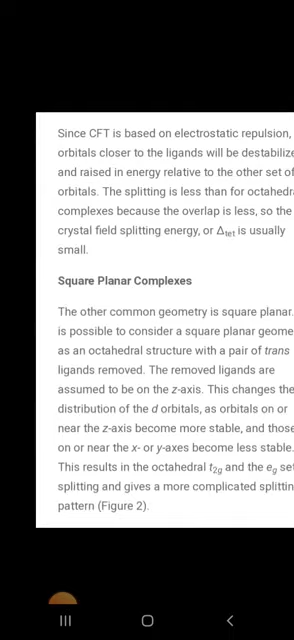 Since CFT is based on electrostatic repulsion,
orbitals closer to the ligands will be destabilize
and raised in energy relative to the other set of
orbitals. The splitting is less than for octahedra
complexes because the overlap is less, so the
crystal field splitting energy, or Δtet is usually
small.
Square Planar Complexes
The other common geometry is square planar.
is possible to consider a square planar geome
as an octahedral structure with a pair of trans
ligands removed. The removed ligands are
assumed to be on the z-axis. This changes the
distribution of the d orbitals, as orbitals on or
near the z-axis become more stable, and those
on or near the x- or y-axes become less stable.
This results in the octahedral t2g and the eg set
splitting and gives a more complicated splittin
pattern (Figure 2).